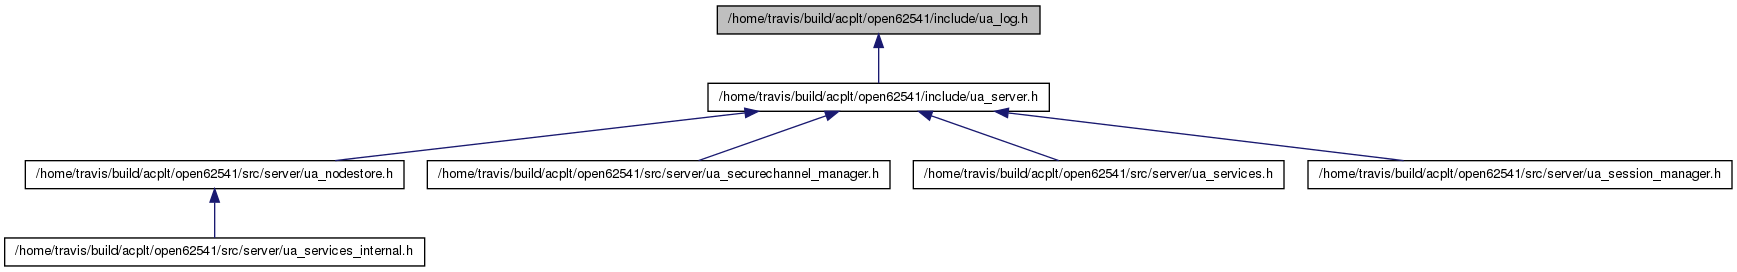 /home/travis/build/acplt/open62541/include/ua_log.h
/home/travis/build/acplt/open62541/include/ua_server.h
/home/travis/build/acplt/open62541/src/server/ua_nodestore.h
/home/travis/build/acplt/open62541/src/server/ua_securechannel_manager.h
/home/travis/build/acplt/open62541/src/server/ua_services.h
/home/travis/build/acplt/open62541/src/server/ua_session_manager.h
/home/travis/build/acplt/open62541/src/server/ua_services_internal.h